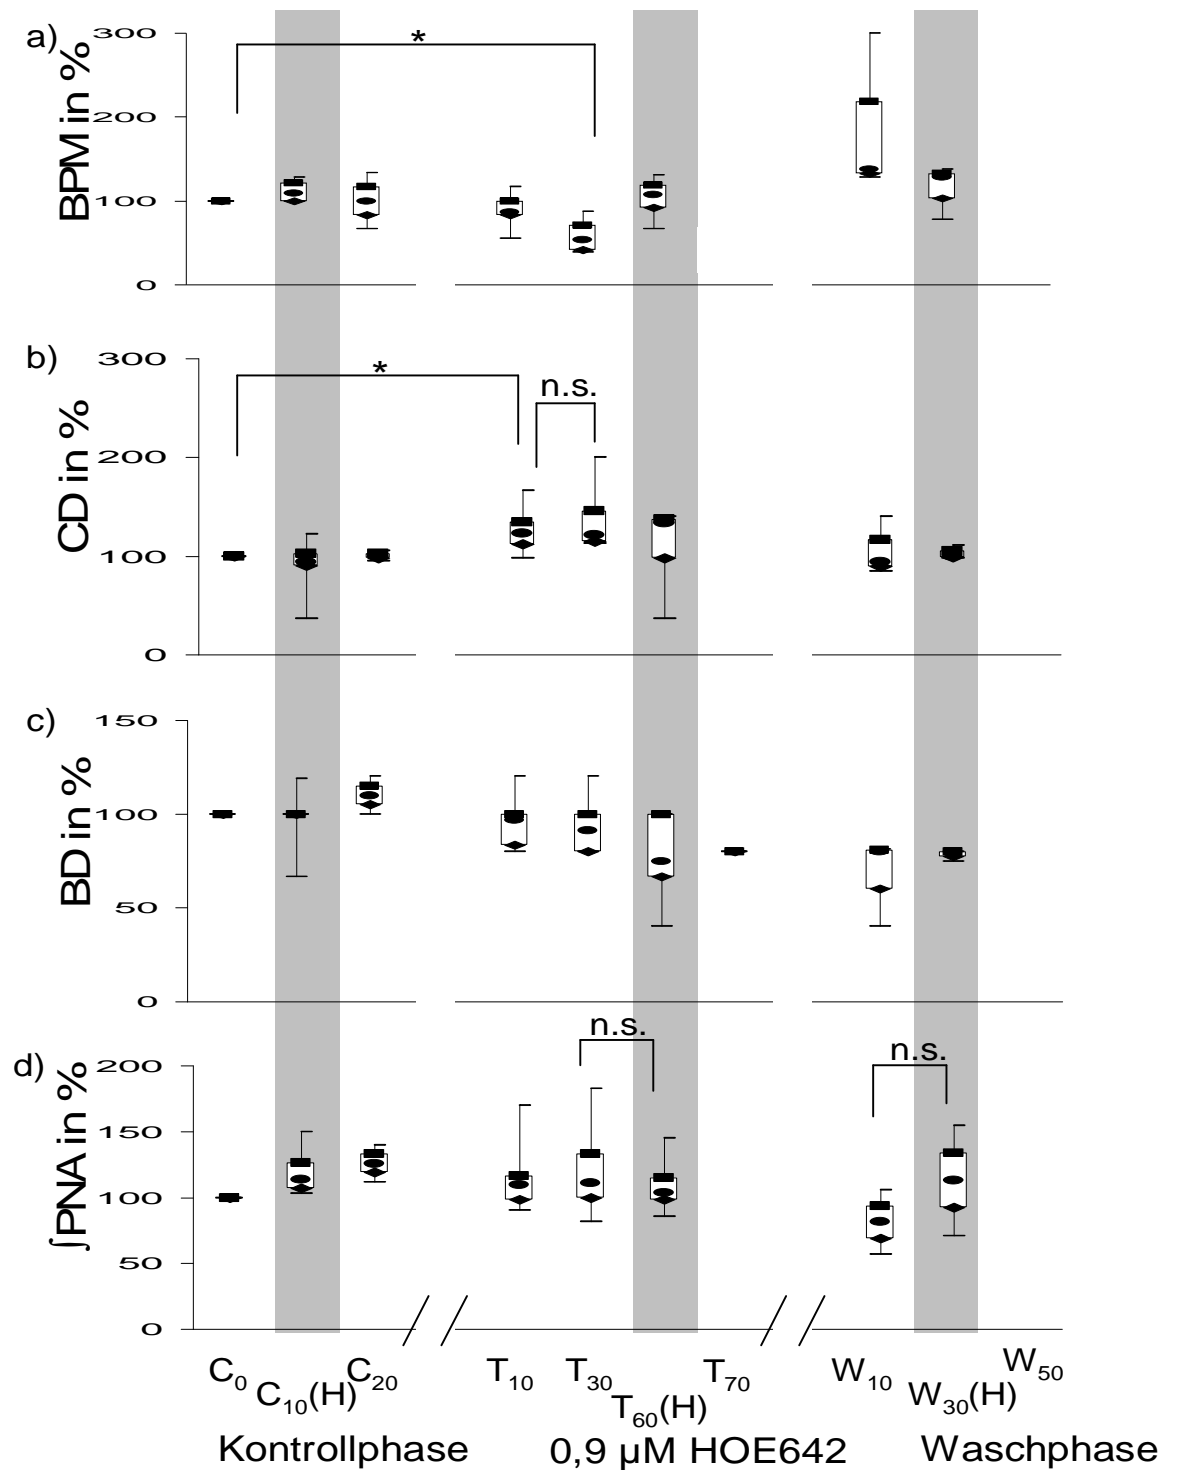 a)
BPM in %
300
200
100
0
*
b)
CD in %
300
200
100
0
*
n.s.
c)
BD in %
150
100
50
0
d)
∫PNA in %
200
150
100
50
0
n.s.
n.s.
C0 C10(H) C20 T10 T30 T60(H) T70 W10 W30(H) W50
Kontrollphase 0,9 µM HOE642 Waschphase